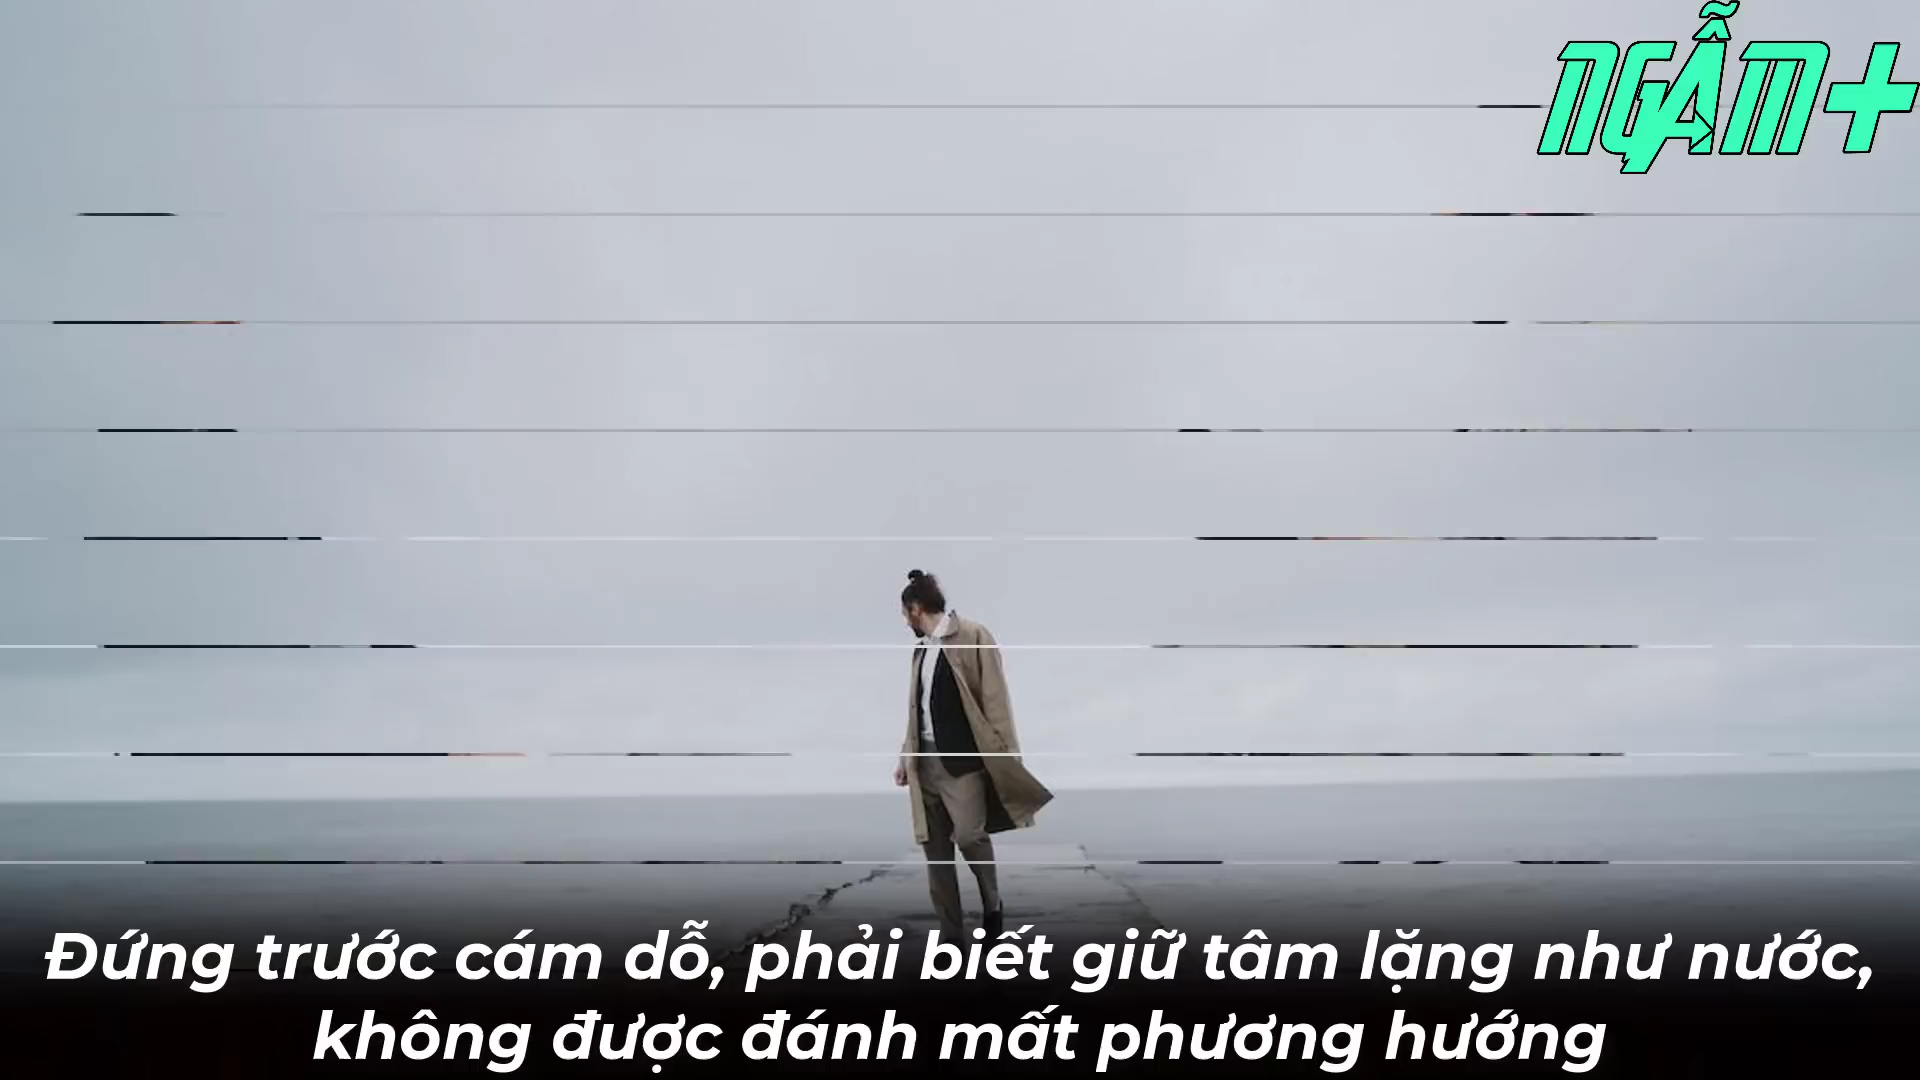 NGẪM+
Đứng trước cám dỗ, phải biết giữ tâm lặng như nước,
không được đánh mất phương hướng